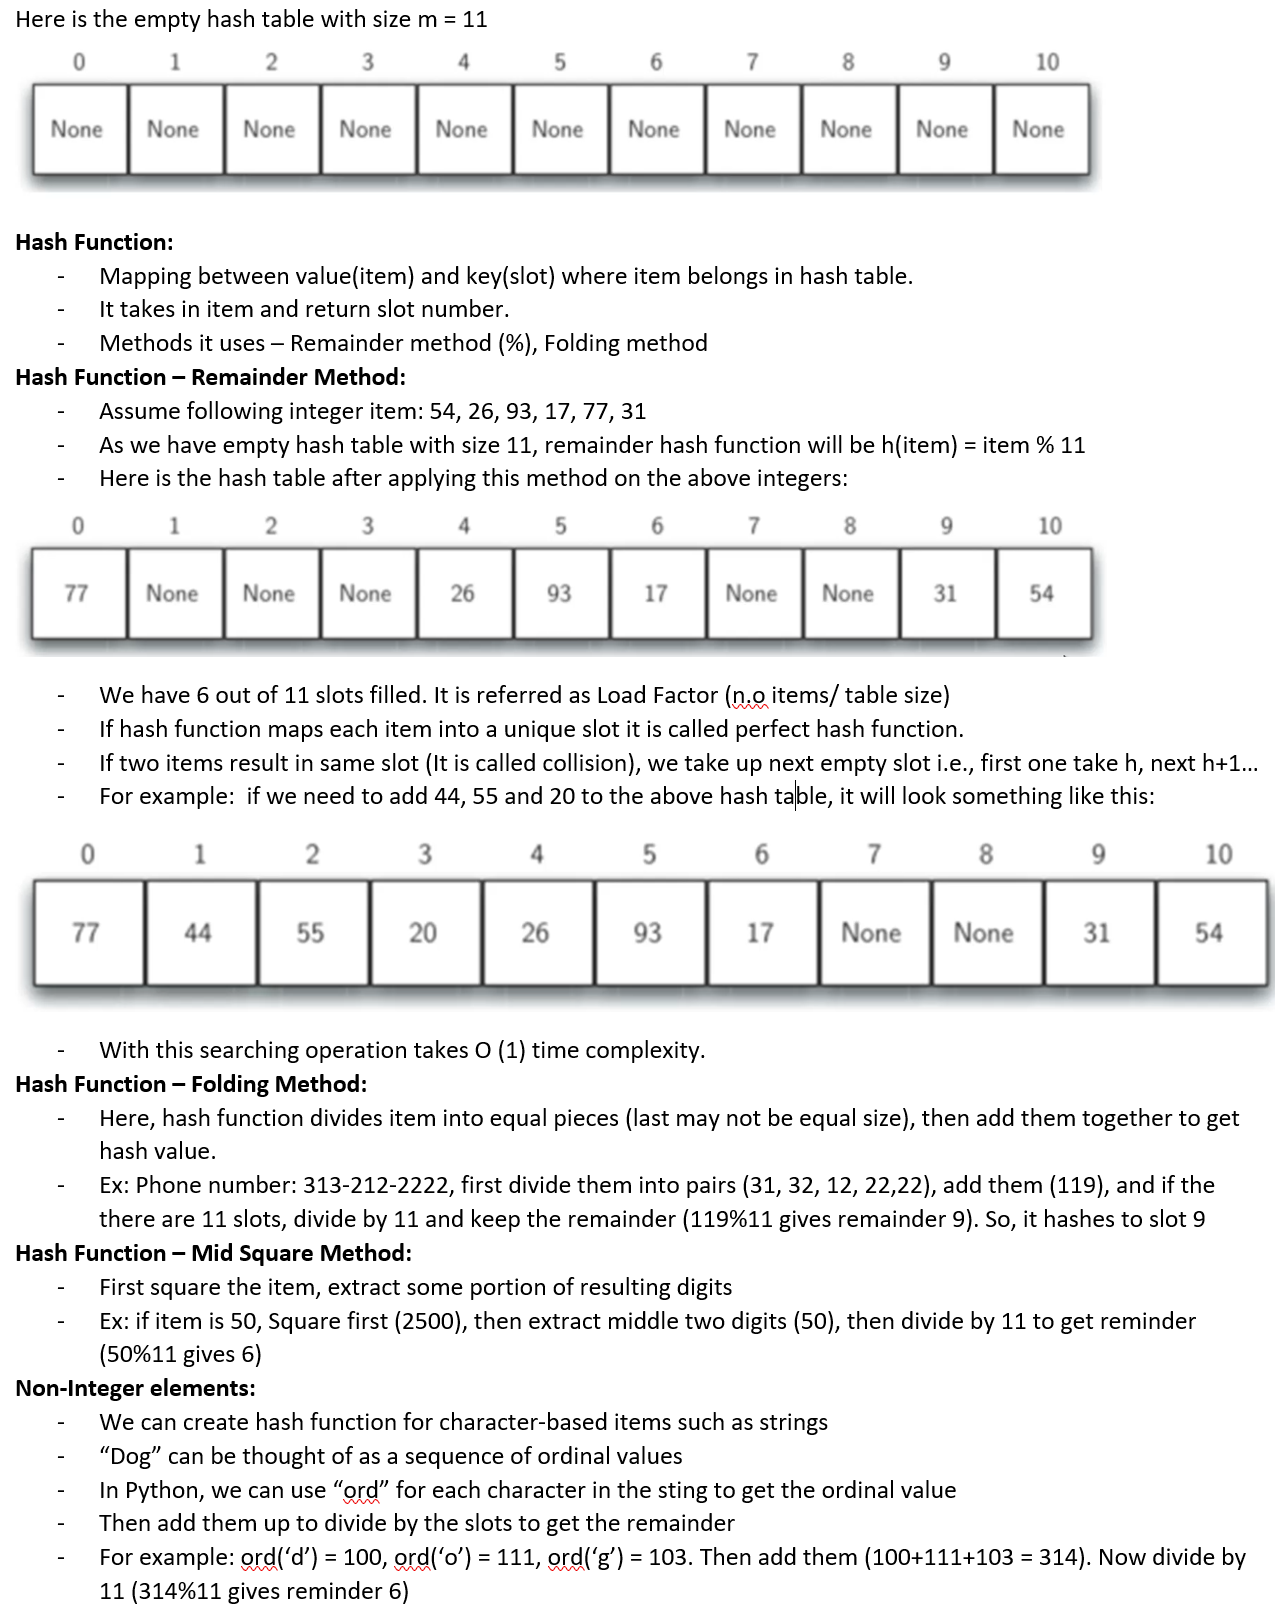 Here is the empty hash table with size m = 11
0 1 2 3 4 5 6 7 8 9 10
None None None None None None None None None None None
Hash Function:
- Mapping between value(item) and key(slot) where item belongs in hash table.
- It takes in item and return slot number.
- Methods it uses – Remainder method (%), Folding method
Hash Function – Remainder Method:
- Assume following integer item: 54, 26, 93, 17, 77, 31
- As we have empty hash table with size 11, remainder hash function will be h(item) = item % 11
- Here is the hash table after applying this method on the above integers:
0 1 2 3 4 5 6 7 8 9 10
77 None None None 26 93 17 None None 31 54
- We have 6 out of 11 slots filled. It is referred as Load Factor (n.o items/ table size)
- If hash function maps each item into a unique slot it is called perfect hash function.
- If two items result in same slot (It is called collision), we take up next empty slot i.e., first one take h, next h+1...
- For example:  if we need to add 44, 55 and 20 to the above hash table, it will look something like this:
0 1 2 3 4 5 6 7 8 9 10
77 44 55 20 26 93 17 None None 31 54
- With this searching operation takes O (1) time complexity.
Hash Function – Folding Method:
- Here, hash function divides item into equal pieces (last may not be equal size), then add them together to get
hash value.
- Ex: Phone number: 313-212-2222, first divide them into pairs (31, 32, 12, 22,22), add them (119), and if the
there are 11 slots, divide by 11 and keep the remainder (119%11 gives remainder 9). So, it hashes to slot 9
Hash Function – Mid Square Method:
- First square the item, extract some portion of resulting digits
- Ex: if item is 50, Square first (2500), then extract middle two digits (50), then divide by 11 to get reminder
(50%11 gives 6)
Non-Integer elements:
- We can create hash function for character-based items such as strings
- “Dog” can be thought of as a sequence of ordinal values
- In Python, we can use “ord” for each character in the sting to get the ordinal value
- Then add them up to divide by the slots to get the remainder
- For example: ord(‘d’) = 100, ord(‘o’) = 111, ord(‘g’) = 103. Then add them (100+111+103 = 314). Now divide by
11 (314%11 gives reminder 6)